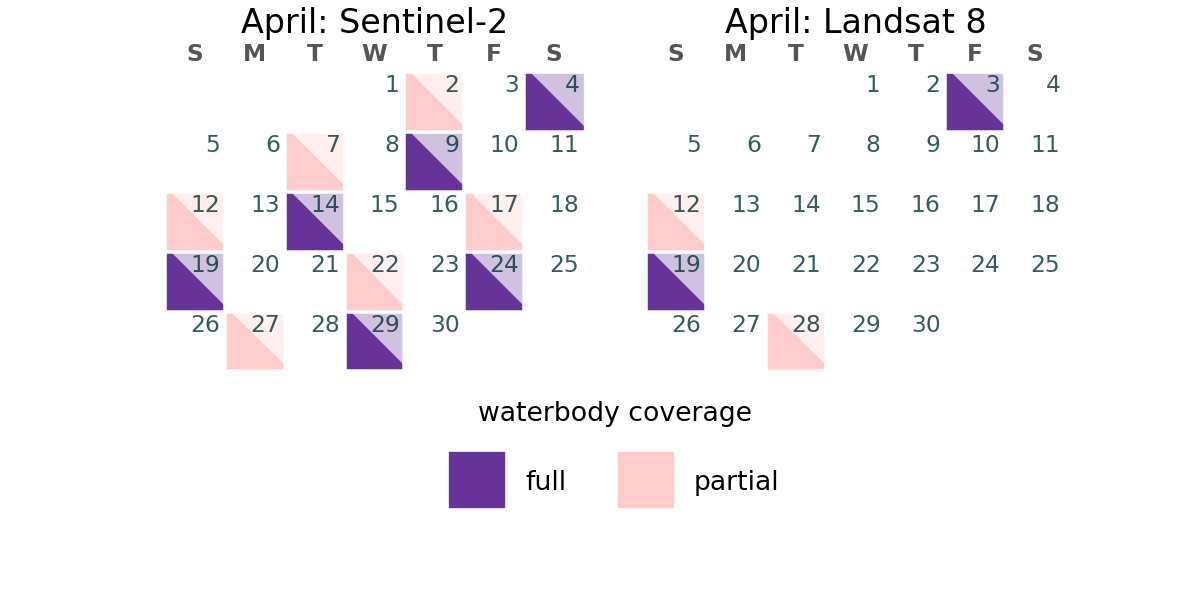 April: Sentinel-2
S M T W T F S
1 2 3 4
5 6 7 8 9 10 11
12 13 14 15 16 17 18
19 20 21 22 23 24 25
26 27 28 29 30
April: Landsat 8
S M T W T F S
1 2 3 4
5 6 7 8 9 10 11
12 13 14 15 16 17 18
19 20 21 22 23 24 25
26 27 28 29 30
waterbody coverage
full partial